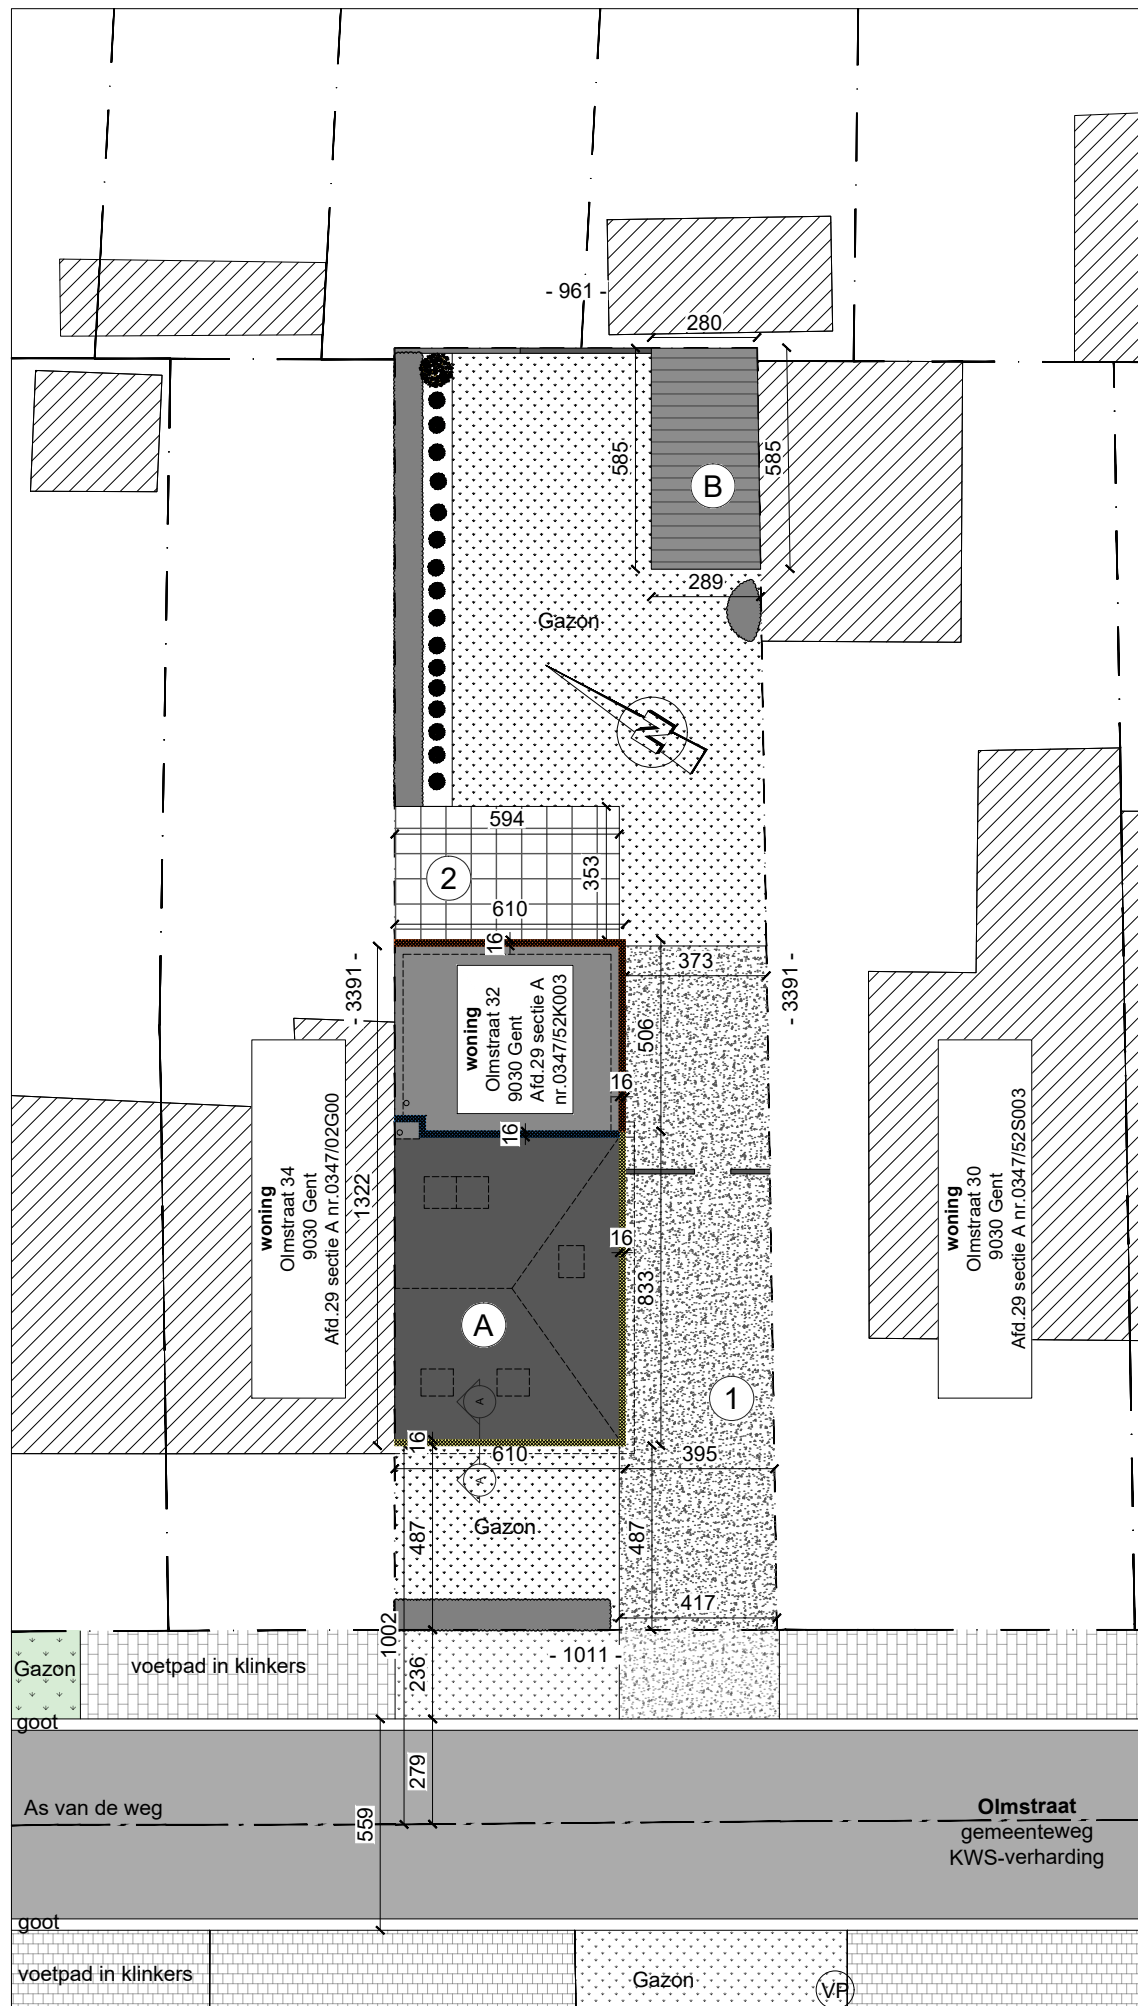 - 961 -
280
585
585
B
289
Gazon
N
594
2
353
610
16
- 3391 -
373
- 3391 -
woning
Olmstraat 32
9030 Gent
Afd.29 sectie A
nr.0347/52K003
506
16
16
woning
Olmstraat 34
9030 Gent
Afd.29 sectie A nr.0347/02G00
1322
woning
Olmstraat 30
9030 Gent
Afd.29 sectie A nr.0347/52S003
16
833
A
1
A
16
610
395
A
487
Gazon
487
417
1002
- 1011 -
Gazon
voetpad in klinkers
236
goot
279
As van de weg
559
Olmstraat
gemeenteweg
KWS-verharding
goot
voetpad in klinkers
Gazon
VP